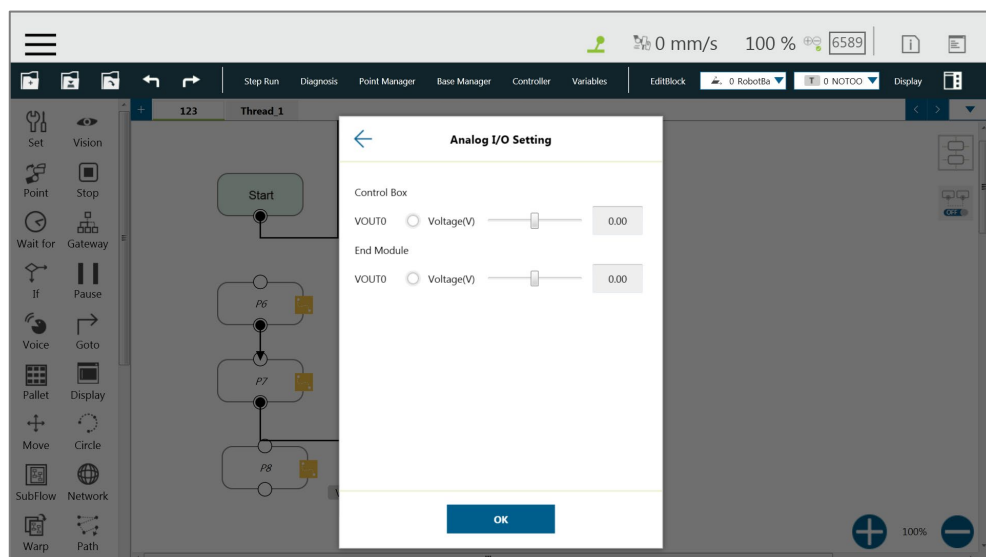 0 mm/s 100 % 6589
Step Run Diagnosis Point Manager Base Manager Controller Variables EditBlock 0 RobotBa T 0 NOTOO Display
+ 123 Thread_1
Set Vision
Point Stop
Wait for Gateway
If Pause
Voice Goto
Pallet Display
Move Circle
SubFlow Network
Warp Path
Start
P6
P7
P8
Analog I/O Setting
Control Box
VOUT0 Voltage(V) 0.00
End Module
VOUT0 Voltage(V) 0.00
OK
OFF
100%